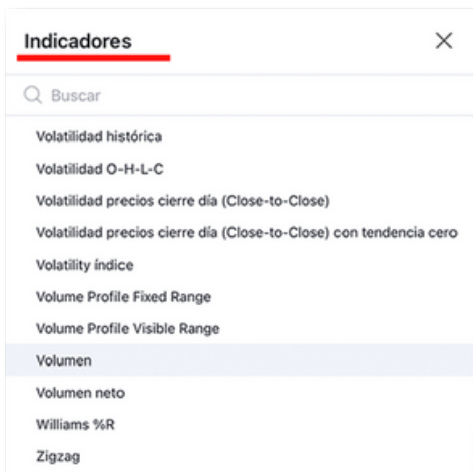 Indicadores
Buscar
Volatilidad histórica
Volatilidad O-H-L-C
Volatilidad precios cierre día (Close-to-Close)
Volatilidad precios cierre día (Close-to-Close) con tendencia cero
Volatility índice
Volume Profile Fixed Range
Volume Profile Visible Range
Volumen
Volumen neto
Williams %R
Zigzag